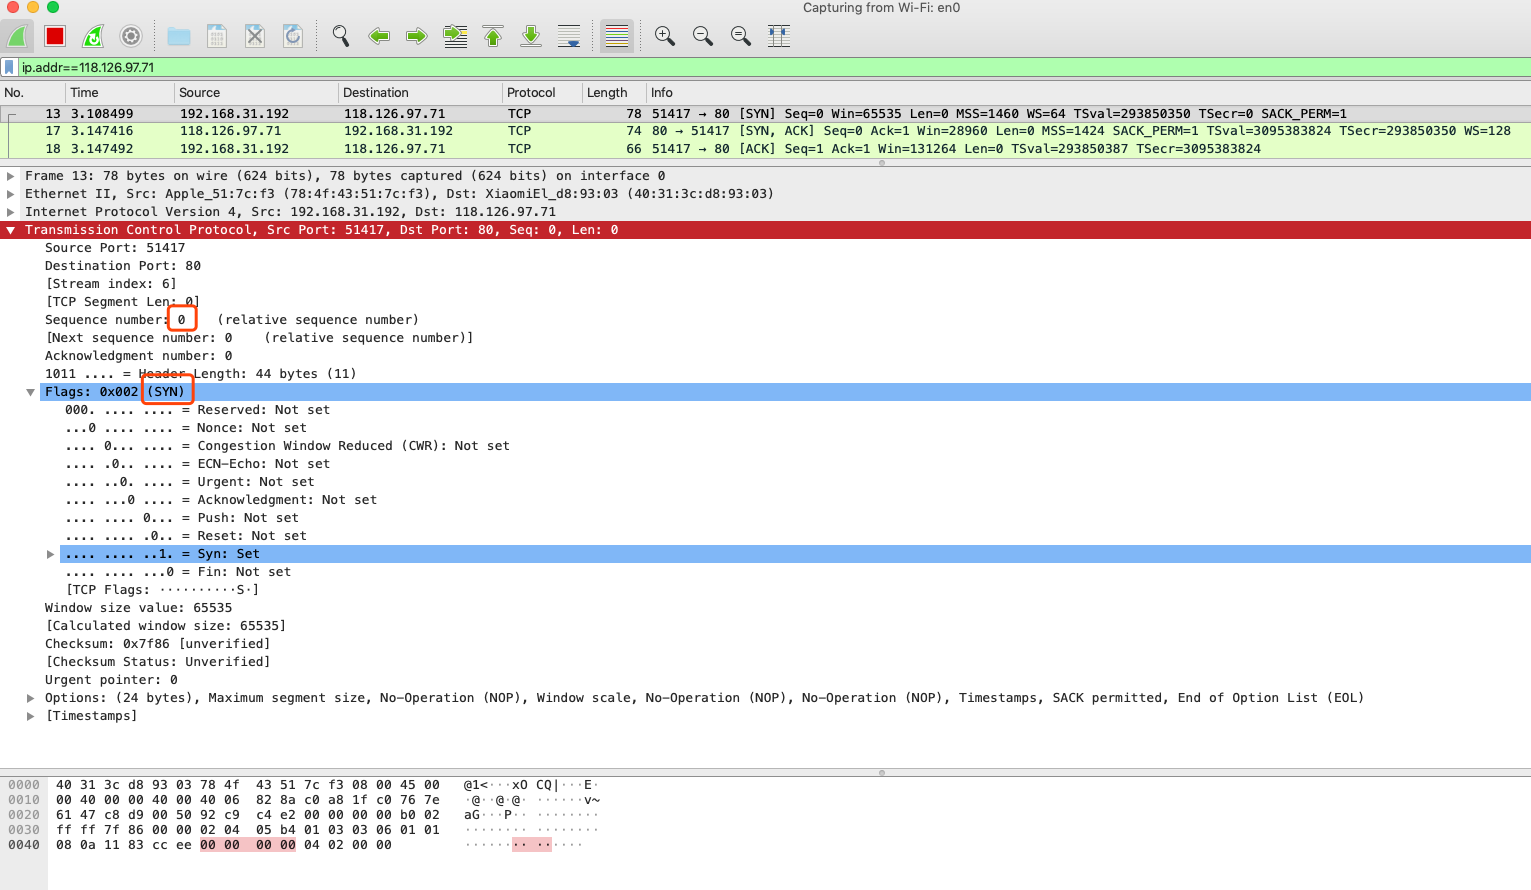 Capturing from Wi-Fi: en0
ip.addr==118.126.97.71
No. Time Source Destination Protocol Length Info
13 3.108499 192.168.31.192 118.126.97.71 TCP 78 51417 → 80 [SYN] Seq=0 Win=65535 Len=0 MSS=1460 WS=64 TSval=293850350 TSecr=0 SACK_PERM=1
17 3.147416 118.126.97.71 192.168.31.192 TCP 74 80 → 51417 [SYN, ACK] Seq=0 Ack=1 Win=28960 Len=0 MSS=1424 SACK_PERM=1 TSval=3095383824 TSecr=293850350 WS=128
18 3.147492 192.168.31.192 118.126.97.71 TCP 66 51417 → 80 [ACK] Seq=1 Ack=1 Win=131264 Len=0 TSval=293850387 TSecr=3095383824
Frame 13: 78 bytes on wire (624 bits), 78 bytes captured (624 bits) on interface 0
Ethernet II, Src: Apple_51:7c:f3 (78:4f:43:51:7c:f3), Dst: XiaomiEl_d8:93:03 (40:31:3c:d8:93:03)
Internet Protocol Version 4, Src: 192.168.31.192, Dst: 118.126.97.71
Transmission Control Protocol, Src Port: 51417, Dst Port: 80, Seq: 0, Len: 0
Source Port: 51417
Destination Port: 80
[Stream index: 6]
[TCP Segment Len: 0]
Sequence number: 0 (relative sequence number)
[Next sequence number: 0 (relative sequence number)]
Acknowledgment number: 0
1011 .... = Header Length: 44 bytes (11)
Flags: 0x002 (SYN)
000. .... .... = Reserved: Not set
...0 .... .... = Nonce: Not set
.... 0... .... = Congestion Window Reduced (CWR): Not set
.... .0.. .... = ECN-Echo: Not set
.... ..0. .... = Urgent: Not set
.... ...0 .... = Acknowledgment: Not set
.... .... 0... = Push: Not set
.... .... .0.. = Reset: Not set
.... .... ..1. = Syn: Set
.... .... ...0 = Fin: Not set
[TCP Flags: ··········S·]
Window size value: 65535
[Calculated window size: 65535]
Checksum: 0x7f86 [unverified]
[Checksum Status: Unverified]
Urgent pointer: 0
Options: (24 bytes), Maximum segment size, No-Operation (NOP), Window scale, No-Operation (NOP), No-Operation (NOP), Timestamps, SACK permitted, End of Option List (EOL)
[Timestamps]
0000 40 31 3c d8 93 03 78 4f 43 51 7c f3 08 00 45 00 @1<···xO CQ|···E·
0010 00 40 00 00 40 00 40 06 82 8a c0 a8 1f c0 76 7e ·@··@·@· ······v~
0020 61 47 c8 d9 00 50 92 c9 c4 e2 00 00 00 00 b0 02 aG···P·· ········
0030 ff ff 7f 86 00 00 02 04 05 b4 01 03 03 06 01 01 ········ ········
0040 08 0a 11 83 cc ee 00 00 00 00 04 02 00 00 ········ ······